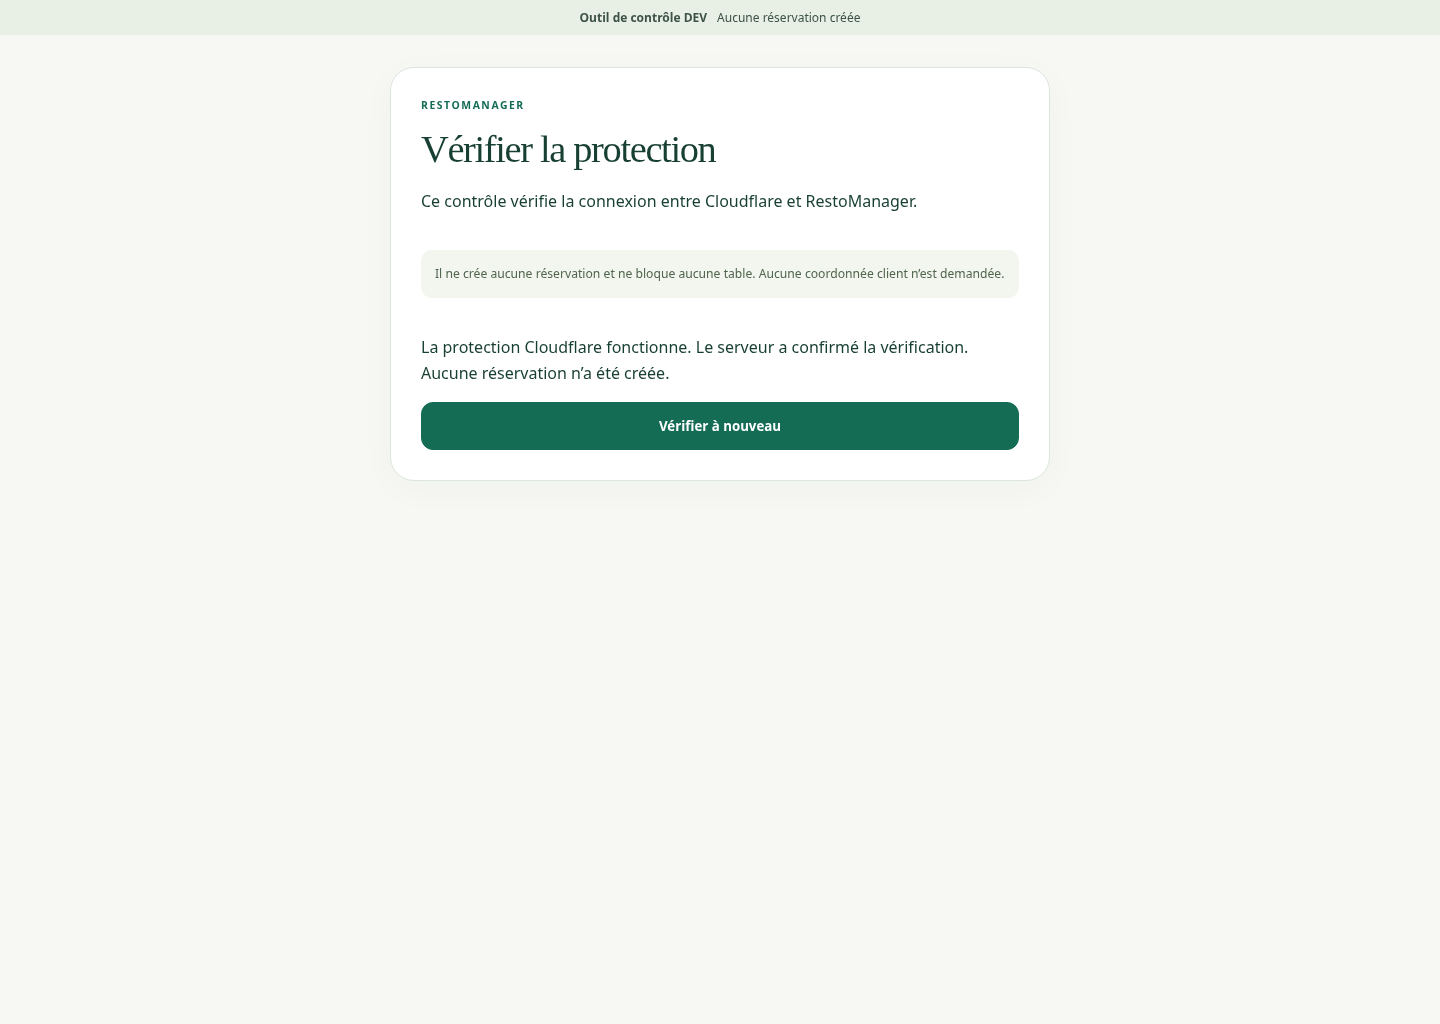 Outil de contrôle DEV Aucune réservation créée
RESTOMANAGER
Vérifier la protection
Ce contrôle vérifie la connexion entre Cloudflare et RestoManager.
Il ne crée aucune réservation et ne bloque aucune table. Aucune coordonnée client n’est demandée.
La protection Cloudflare fonctionne. Le serveur a confirmé la vérification.
Aucune réservation n’a été créée.
Vérifier à nouveau